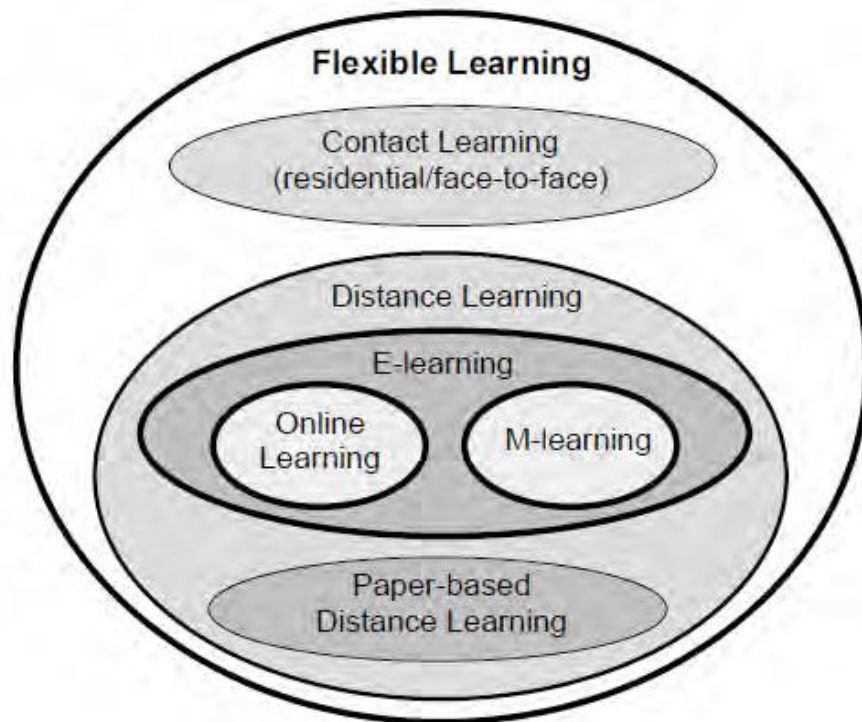 Flexible Learning
Contact Learning
(residential/face-to-face)
Distance Learning
E-learning
Online
Learning
M-learning
Paper-based
Distance Learning